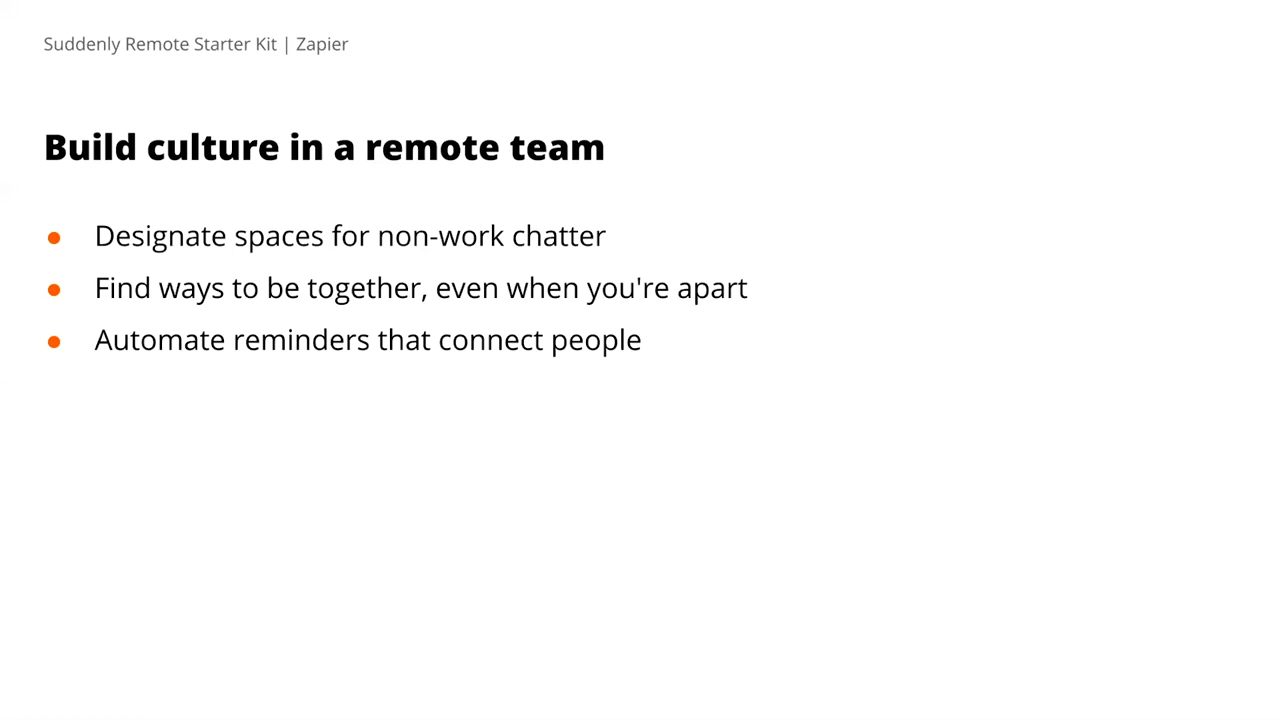 Suddenly Remote Starter Kit | Zapier
Build culture in a remote team
● Designate spaces for non-work chatter
● Find ways to be together, even when you're apart
● Automate reminders that connect people